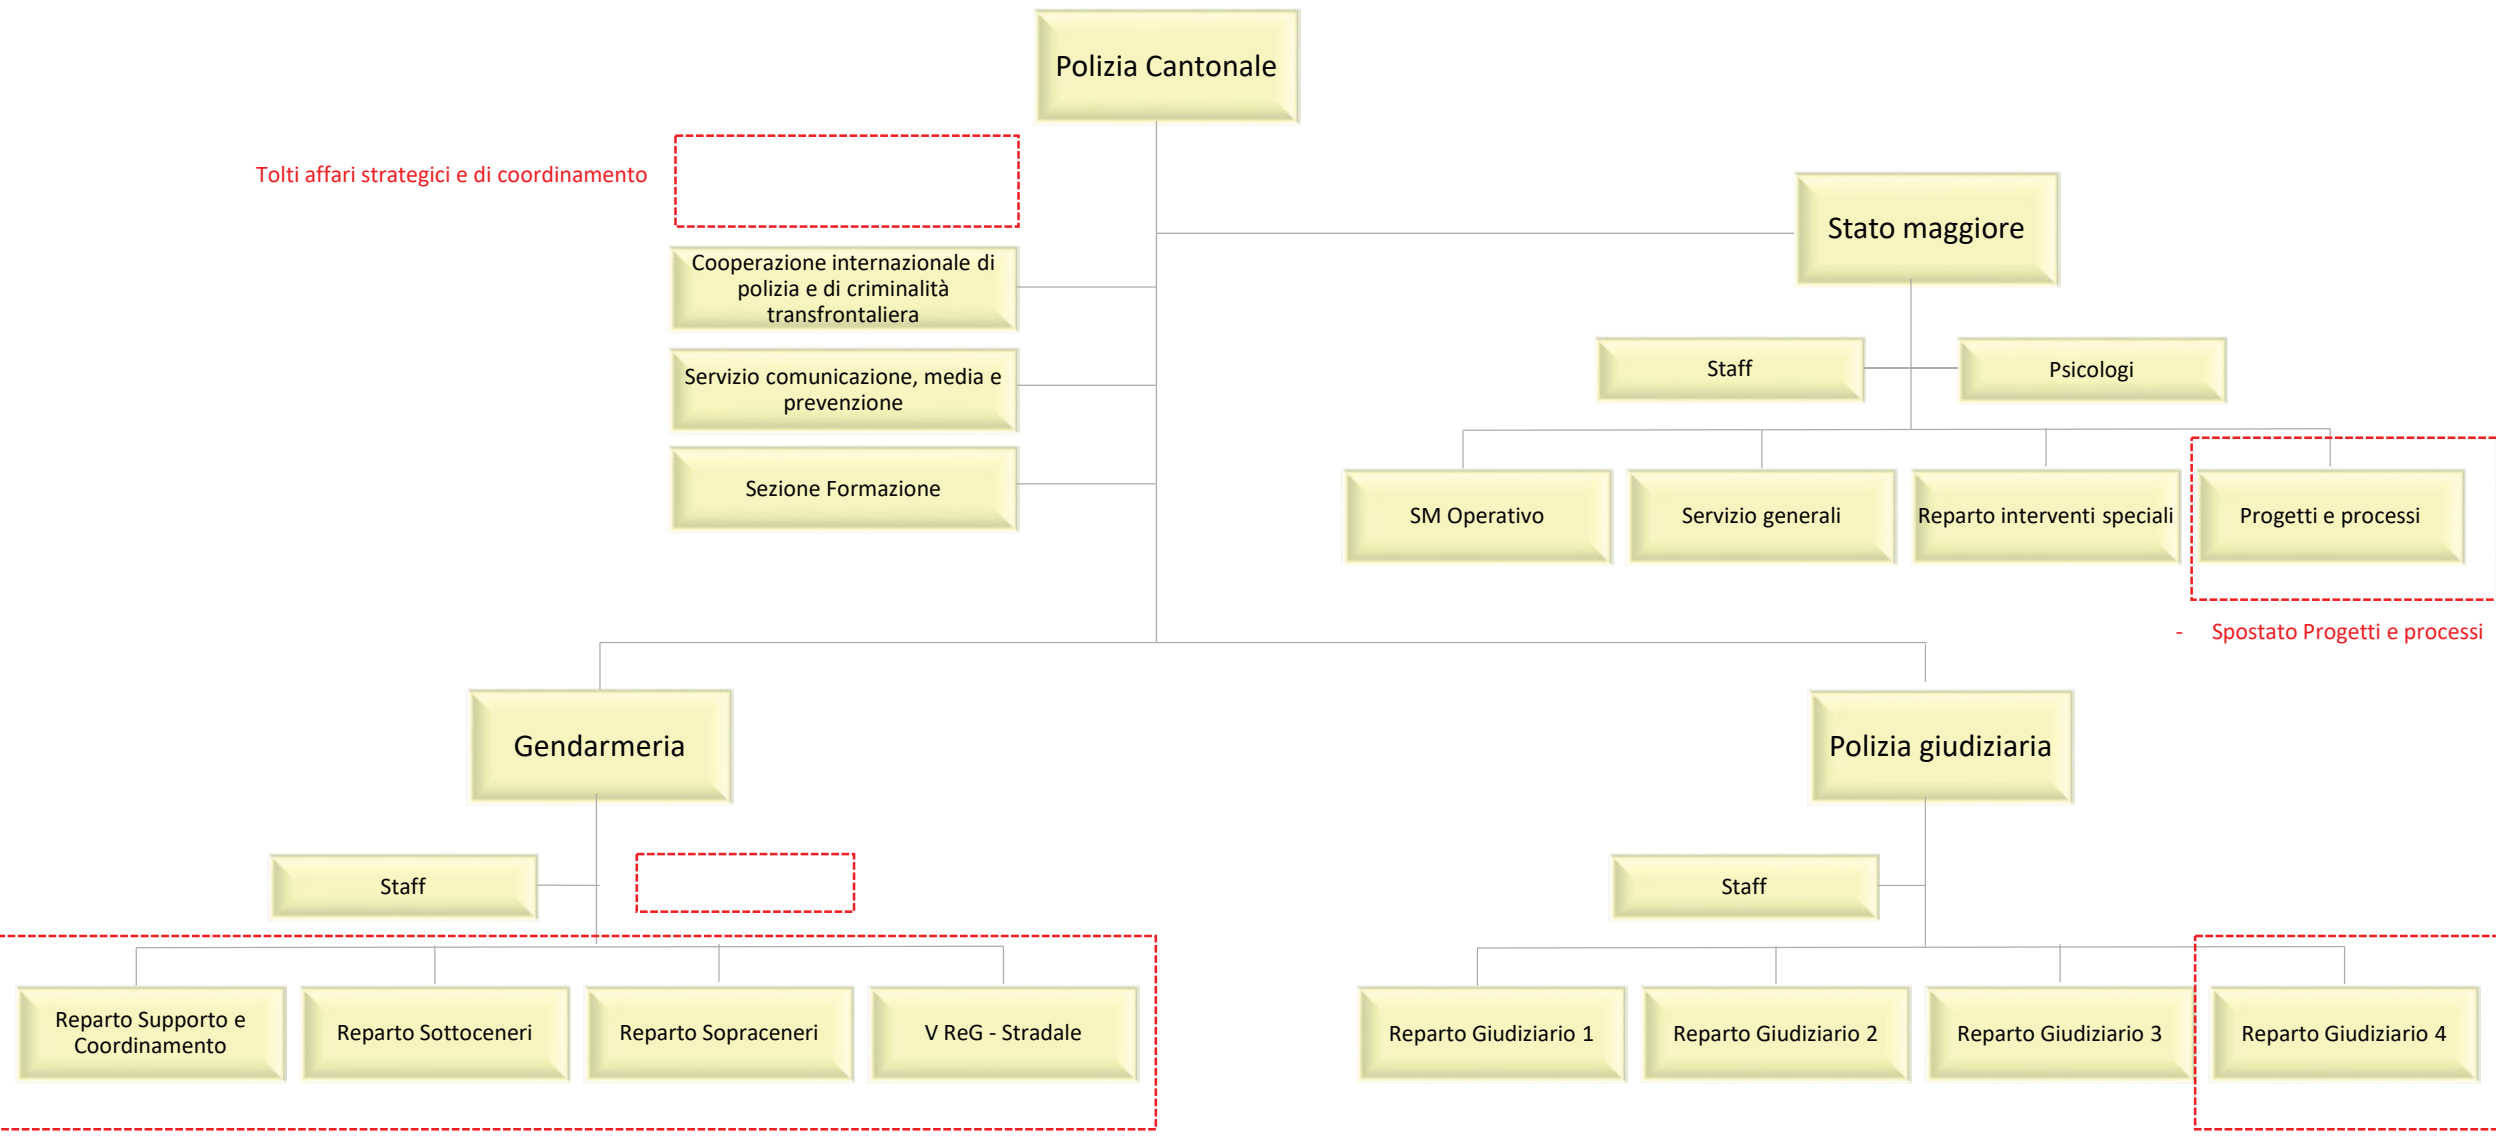 Polizia Cantonale
Tolti affari strategici e di coordinamento
Stato maggiore
Cooperazione internazionale di
polizia e di criminalità
transfrontaliera
Staff
Psicologi
Servizio comunicazione, media e
prevenzione
Sezione Formazione
SM Operativo
Servizio generali
Reparto interventi speciali
Progetti e processi
- Spostato Progetti e processi
Gendarmeria
Polizia giudiziaria
Staff
Staff
Reparto Supporto e
Coordinamento
Reparto Sottoceneri
Reparto Sopraceneri
V ReG - Stradale
Reparto Giudiziario 1
Reparto Giudiziario 2
Reparto Giudiziario 3
Reparto Giudiziario 4